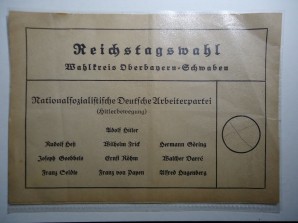 Reichstagswahl
Wahlkreis Oberbayern-Schwaben
Nationalsozialistische Deutsche Arbeiterpartei
(Hitlerbewegung)
Adolf Hitler
Rudolf Heß Wilhelm Frick Hermann Göring
Joseph Goebbels Ernst Röhm Walther Darré
Franz Seldte Franz von Papen Alfred Hugenberg